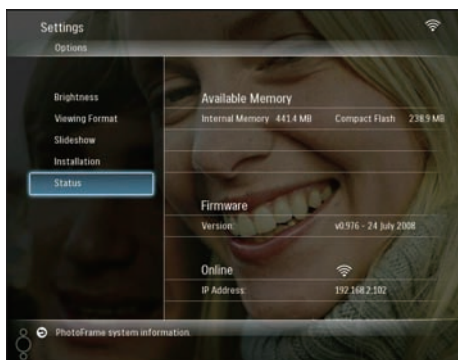 Settings
Options
Brightness
Viewing Format
Slideshow
Installation
Status
Available Memory
Internal Memory 441.4 MB Compact Flash 238.9 MB
Firmware
Version: v0.976 - 24 July 2008
Online
IP Address: 192.168.2.102
PhotoFrame system information.